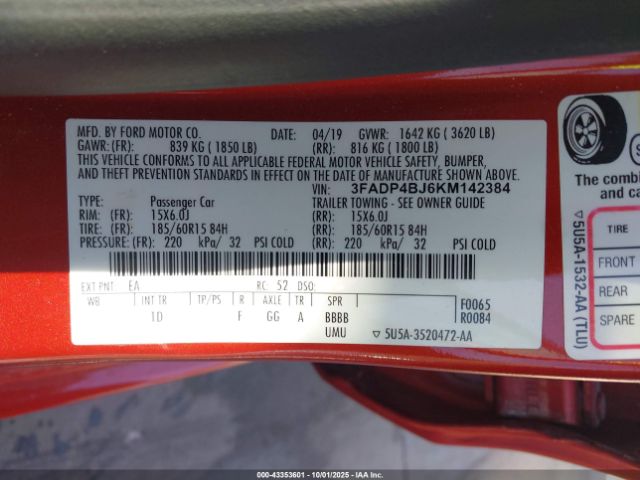 MFD. BY FORD MOTOR CO. DATE: 04/19 GVWR: 1642 KG ( 3620 LB)
GAWR: (FR): 839 KG ( 1850 LB) (RR): 816 KG ( 1800 LB)
THIS VEHICLE CONFORMS TO ALL APPLICABLE FEDERAL MOTOR VEHICLE SAFETY, BUMPER,
AND THEFT PREVENTION STANDARDS IN EFFECT ON THE DATE OF MANUFACTURE SHOWN ABOVE.
VIN: 3FADP4BJ6KM142384
TYPE: Passenger Car TRAILER TOWING - SEE OWNER GUIDE
RIM: (FR): 15X6.0J (RR): 15X6.0J
TIRE: (FR): 185/60R15 84H (RR): 185/60R15 84H
PRESSURE: (FR): 220 kPa/ 32 PSI COLD (RR): 220 kPa/ 32 PSI COLD
EXT PNT: EA RC: 52 DSO:
WB INT TR TP/PS R AXLE TR SPR F0065
1D F GG A BBBB R0084
UMU ▽ 5U5A-3520472-AA
The combine
and car
TIRE
FRONT
REAR
SPARE
▽ 5U5A-1532-AA (TLU)
© IAA 00-43353601 - 10/01/2025 - COPART.CA